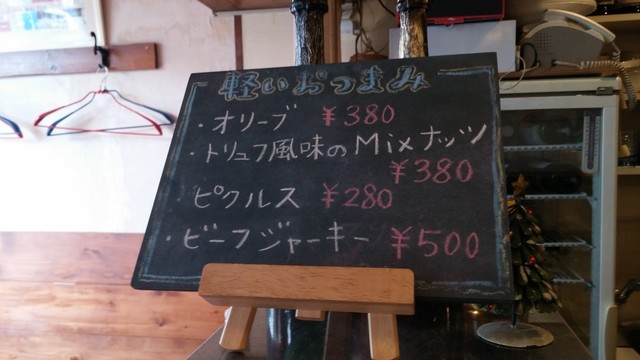 軽いおつまみ
・オリーブ ¥380
・トリュフ風味のMixナッツ
¥380
ピクルス ¥280
・ビーフジャーキー ¥500